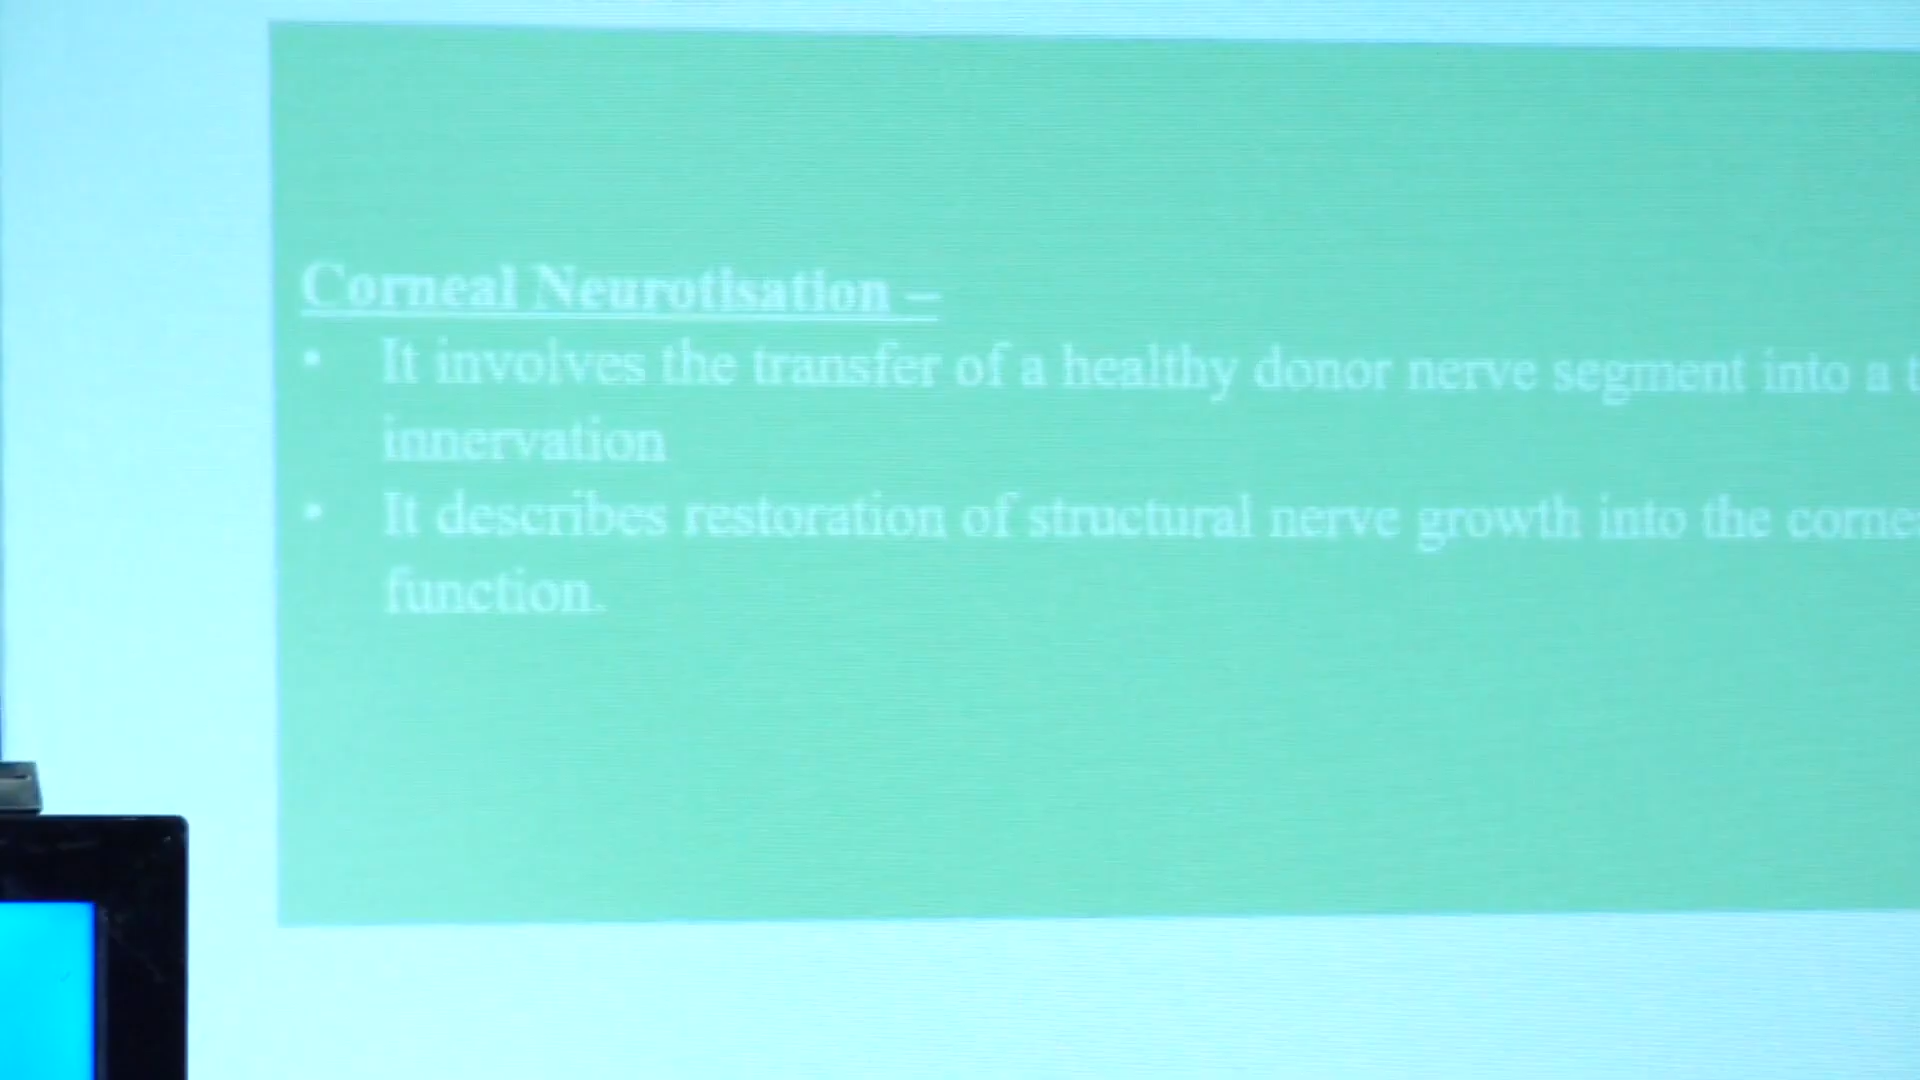 Corneal Neurotisation –
• It involves the transfer of a healthy donor nerve segment into a
innervation
• It describes restoration of structural nerve growth into the
function.